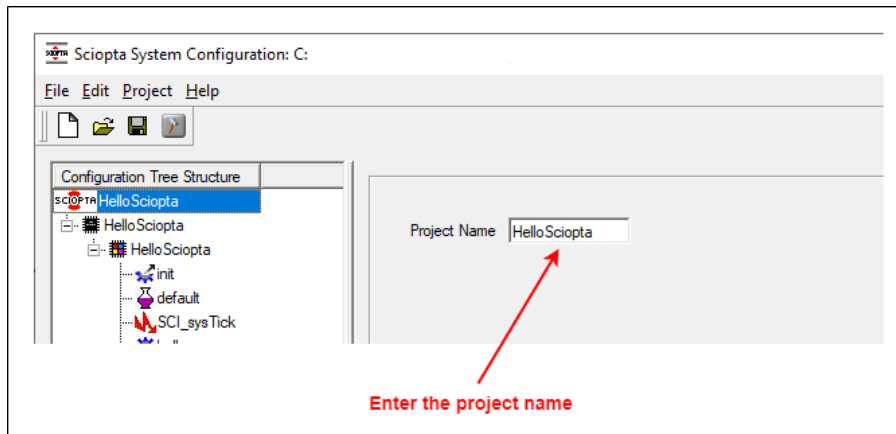 Sciopta System Configuration: C:
File Edit Project Help
Configuration Tree Structure
SCIOPTA HelloSciopta
HelloSciopta
HelloSciopta
init
default
SCI_sysTick
Project Name HelloSciopta
Enter the project name